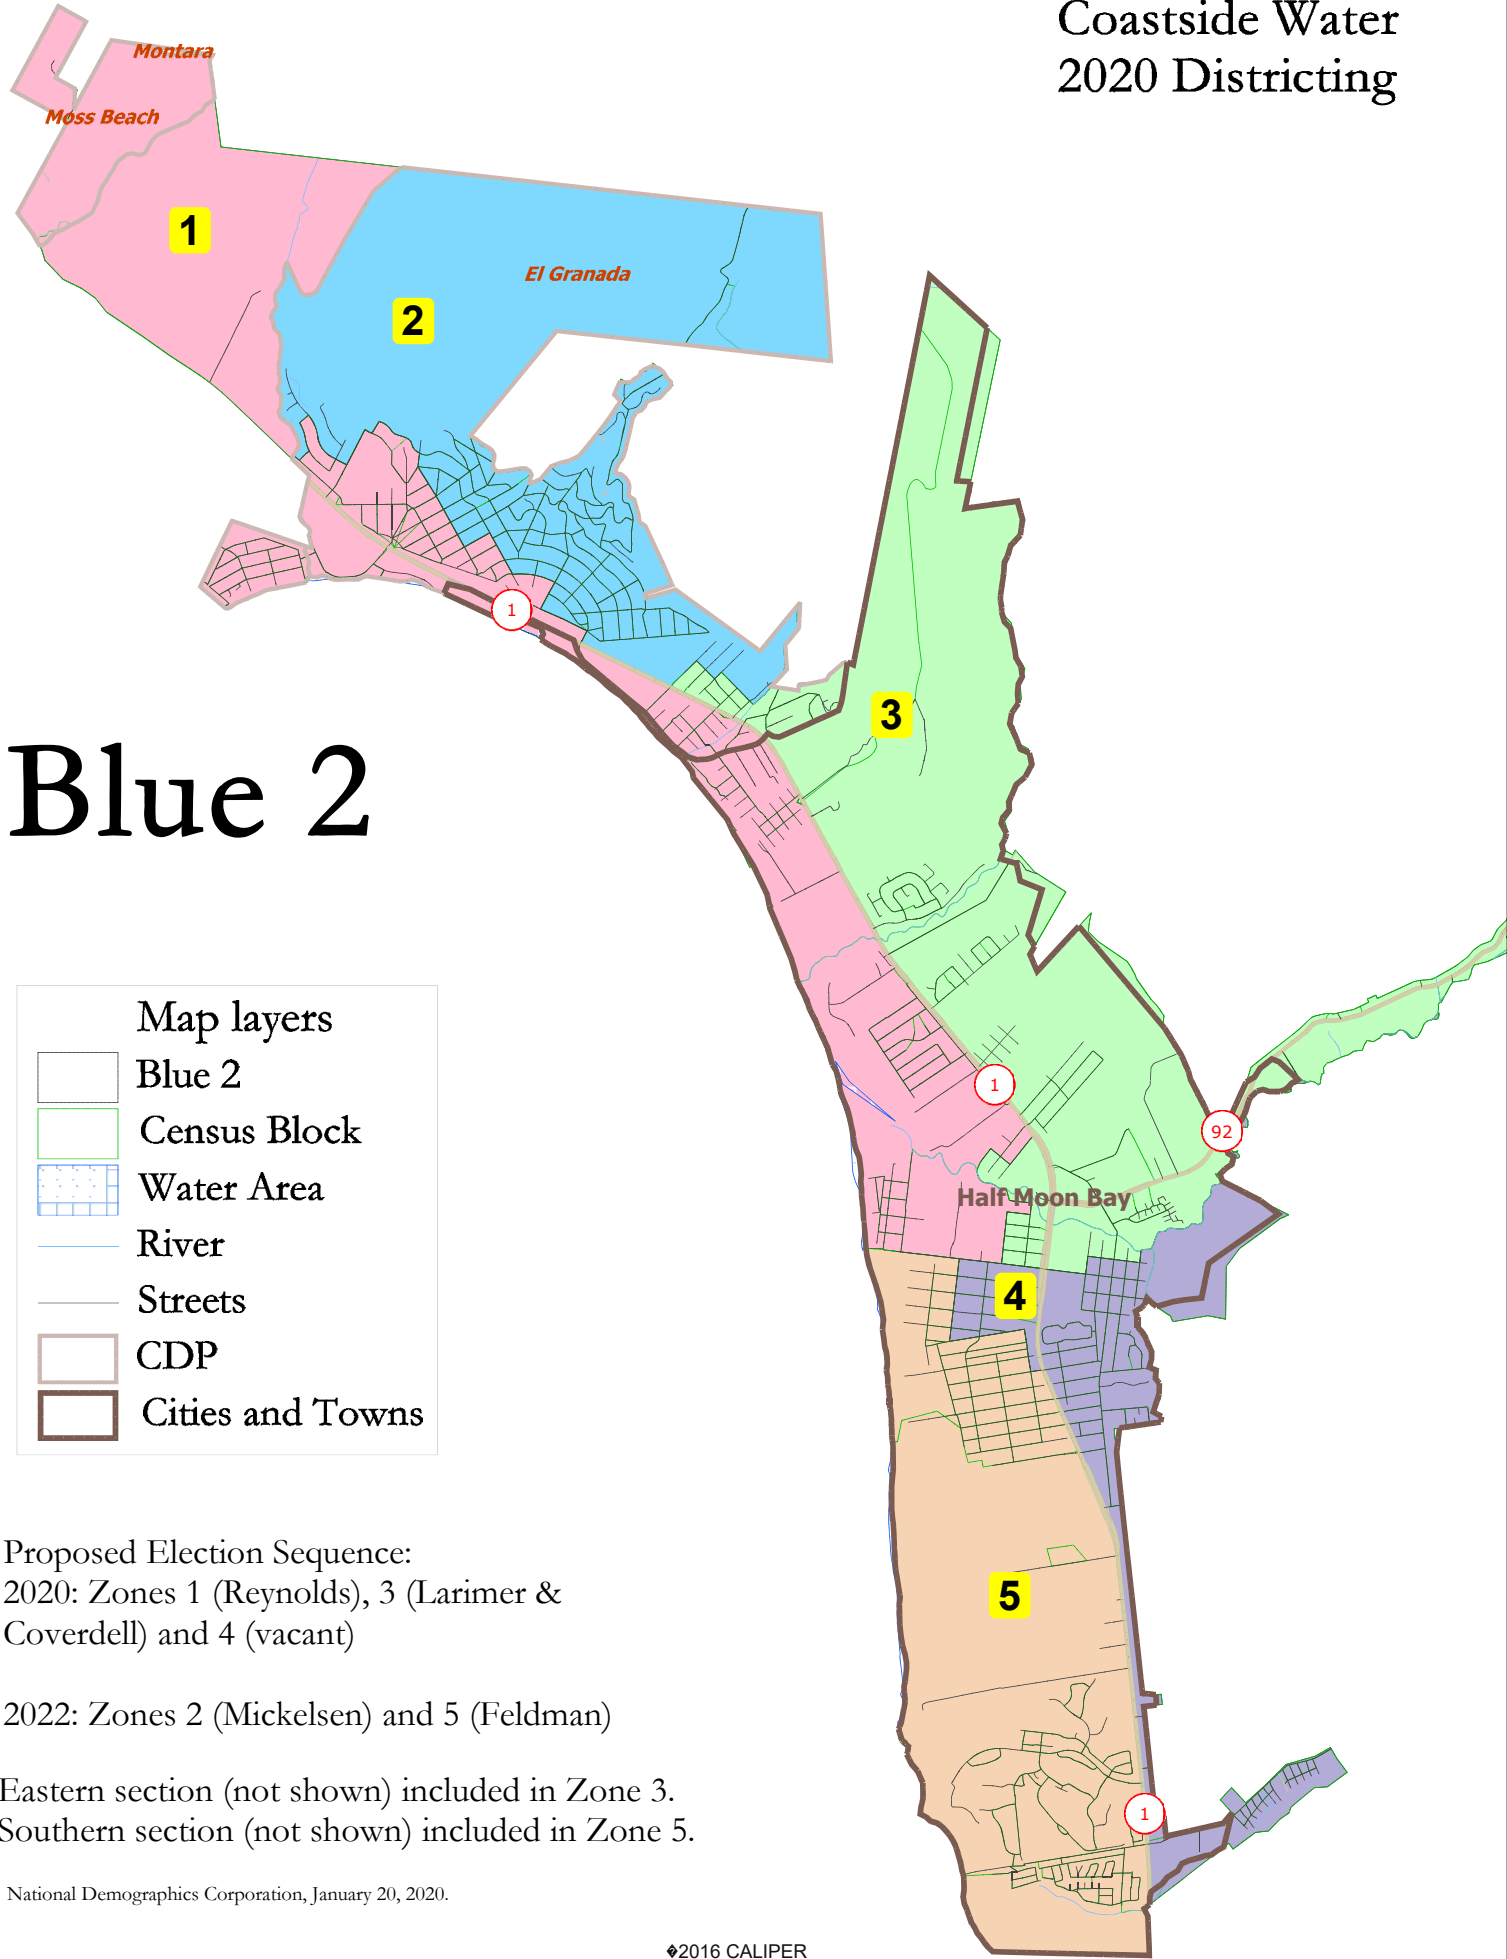 Coastside Water
2020 Districting
Montara
Moss Beach
1
El Granada
2
3
1
Blue 2
Map layers
Blue 2
Census Block
Water Area
River
Streets
CDP
Cities and Towns
1
92
Half Moon Bay
4
5
1
Proposed Election Sequence:
2020: Zones 1 (Reynolds), 3 (Larimer &
Coverdell) and 4 (vacant)
2022: Zones 2 (Mickelsen) and 5 (Feldman)
Eastern section (not shown) included in Zone 3.
Southern section (not shown) included in Zone 5.
National Demographics Corporation, January 20, 2020.
�2016 CALIPER